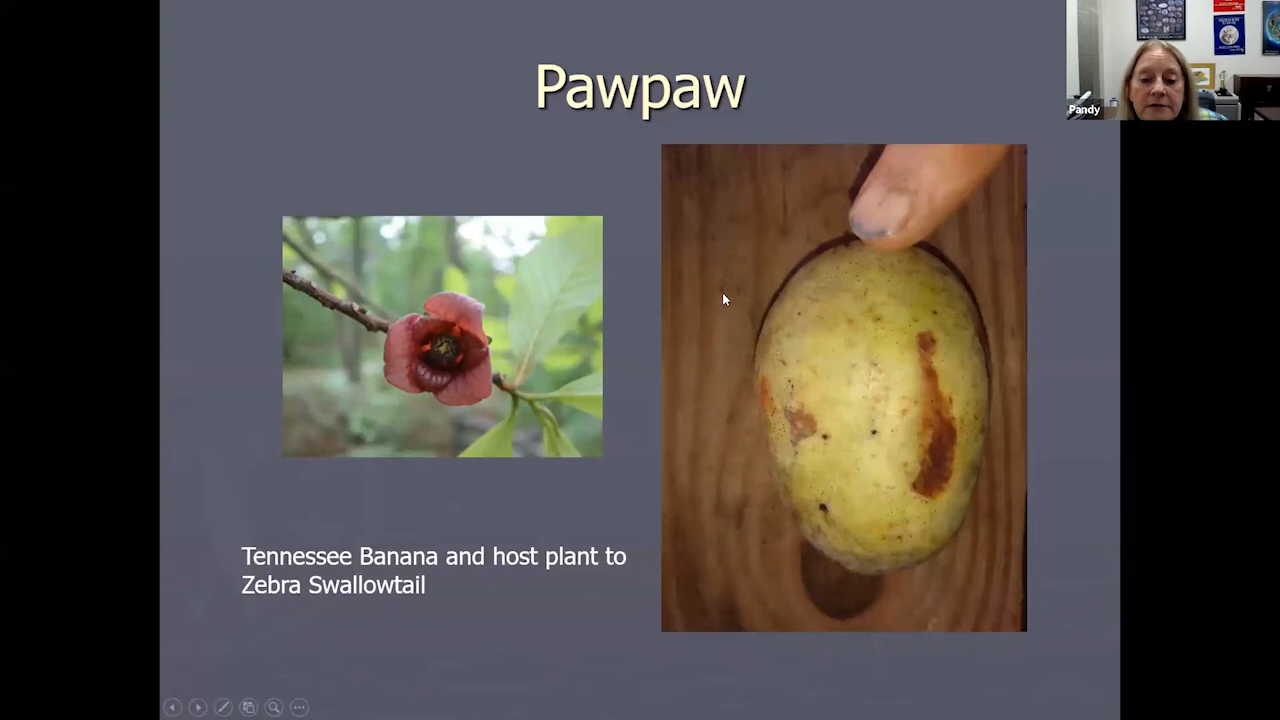 Pawpaw
Pandy
Tennessee Banana and host plant to
Zebra Swallowtail